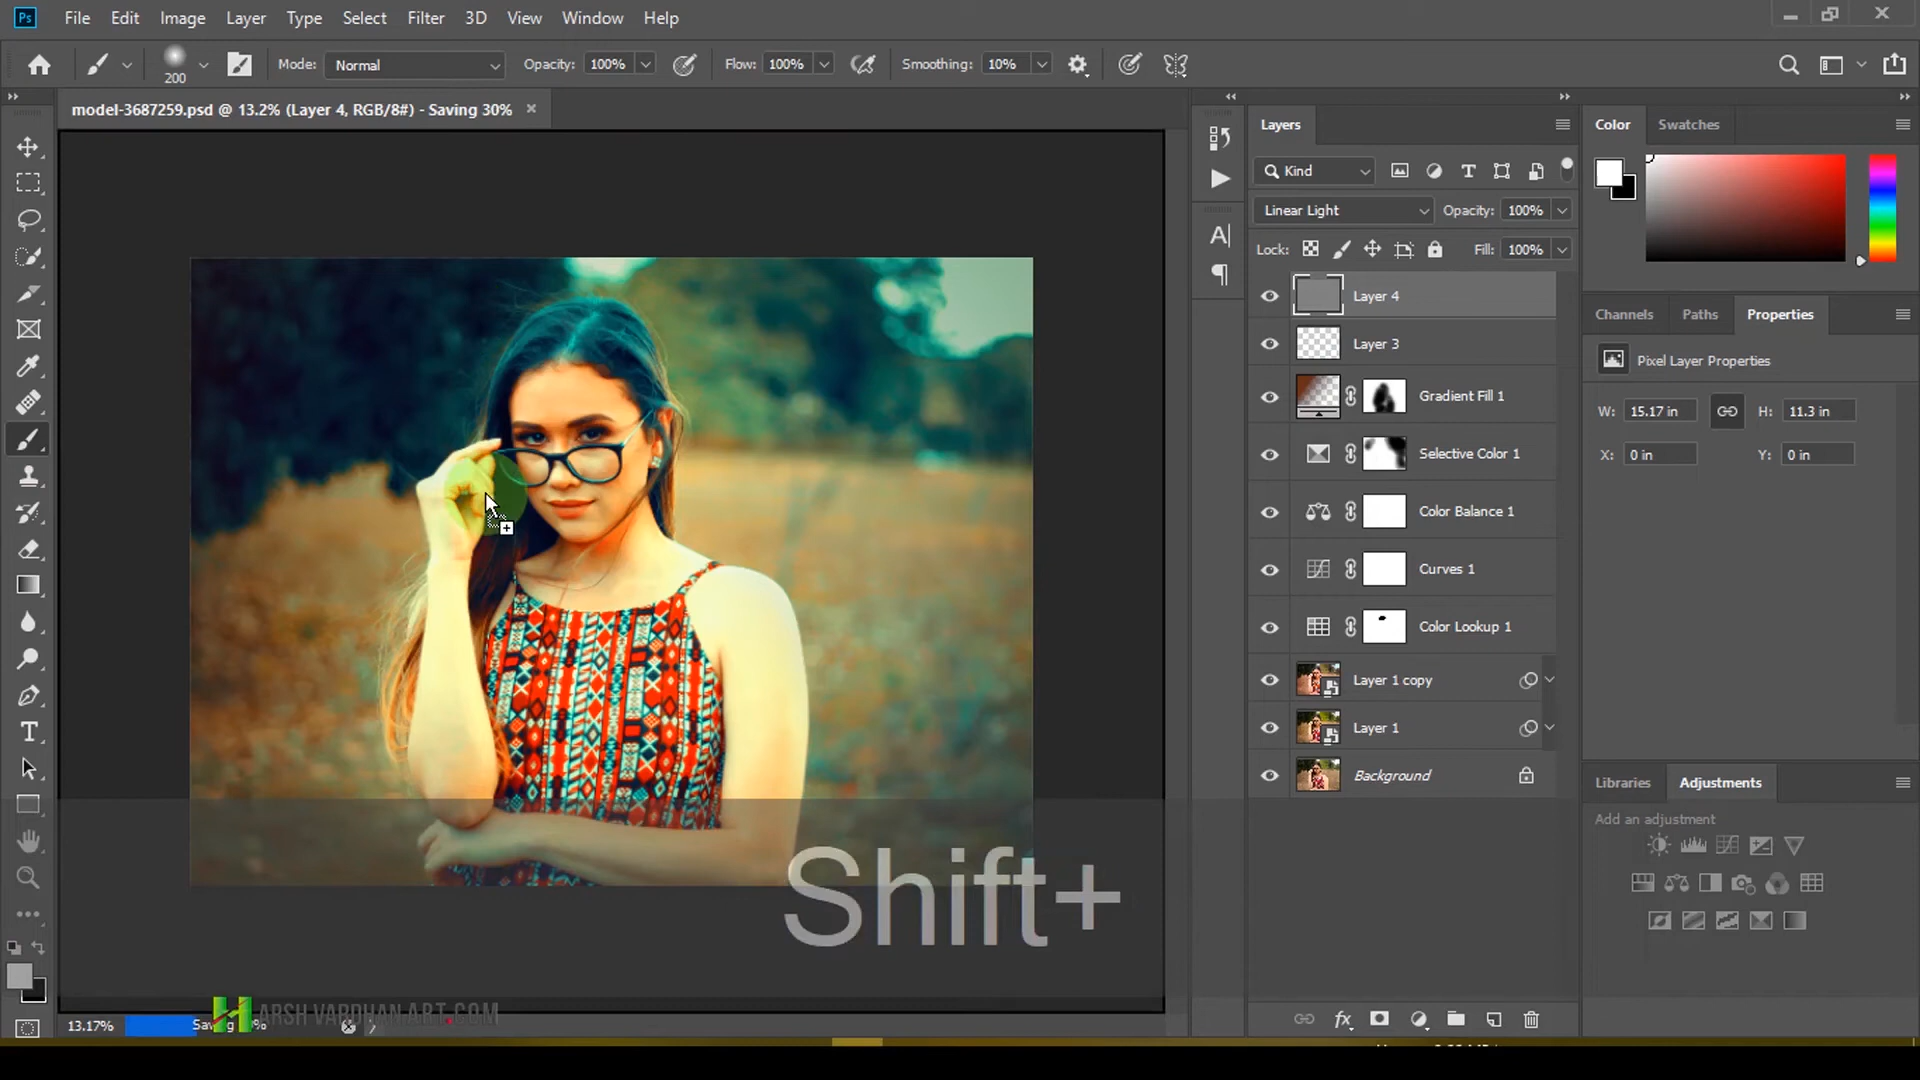 Ps File Edit Image Layer Type Select Filter 3D View Window Help
200 Mode: Normal Opacity: 100% Flow: 100% Smoothing: 10%
model-3687259.psd @ 13.2% (Layer 4, RGB/8#) - Saving 30% ×
Layers
Kind
Linear Light Opacity: 100%
Lock: Fill: 100%
Layer 4
Layer 3
Gradient Fill 1
Selective Color 1
Color Balance 1
Curves 1
Color Lookup 1
Layer 1 copy
Layer 1
Background
Color Swatches
Channels Paths Properties
Pixel Layer Properties
W: 15.17 in H: 11.3 in
X: 0 in Y: 0 in
Libraries Adjustments
Add an adjustment
Shift+
HARSH VARDHAN ART.COM
13.17%